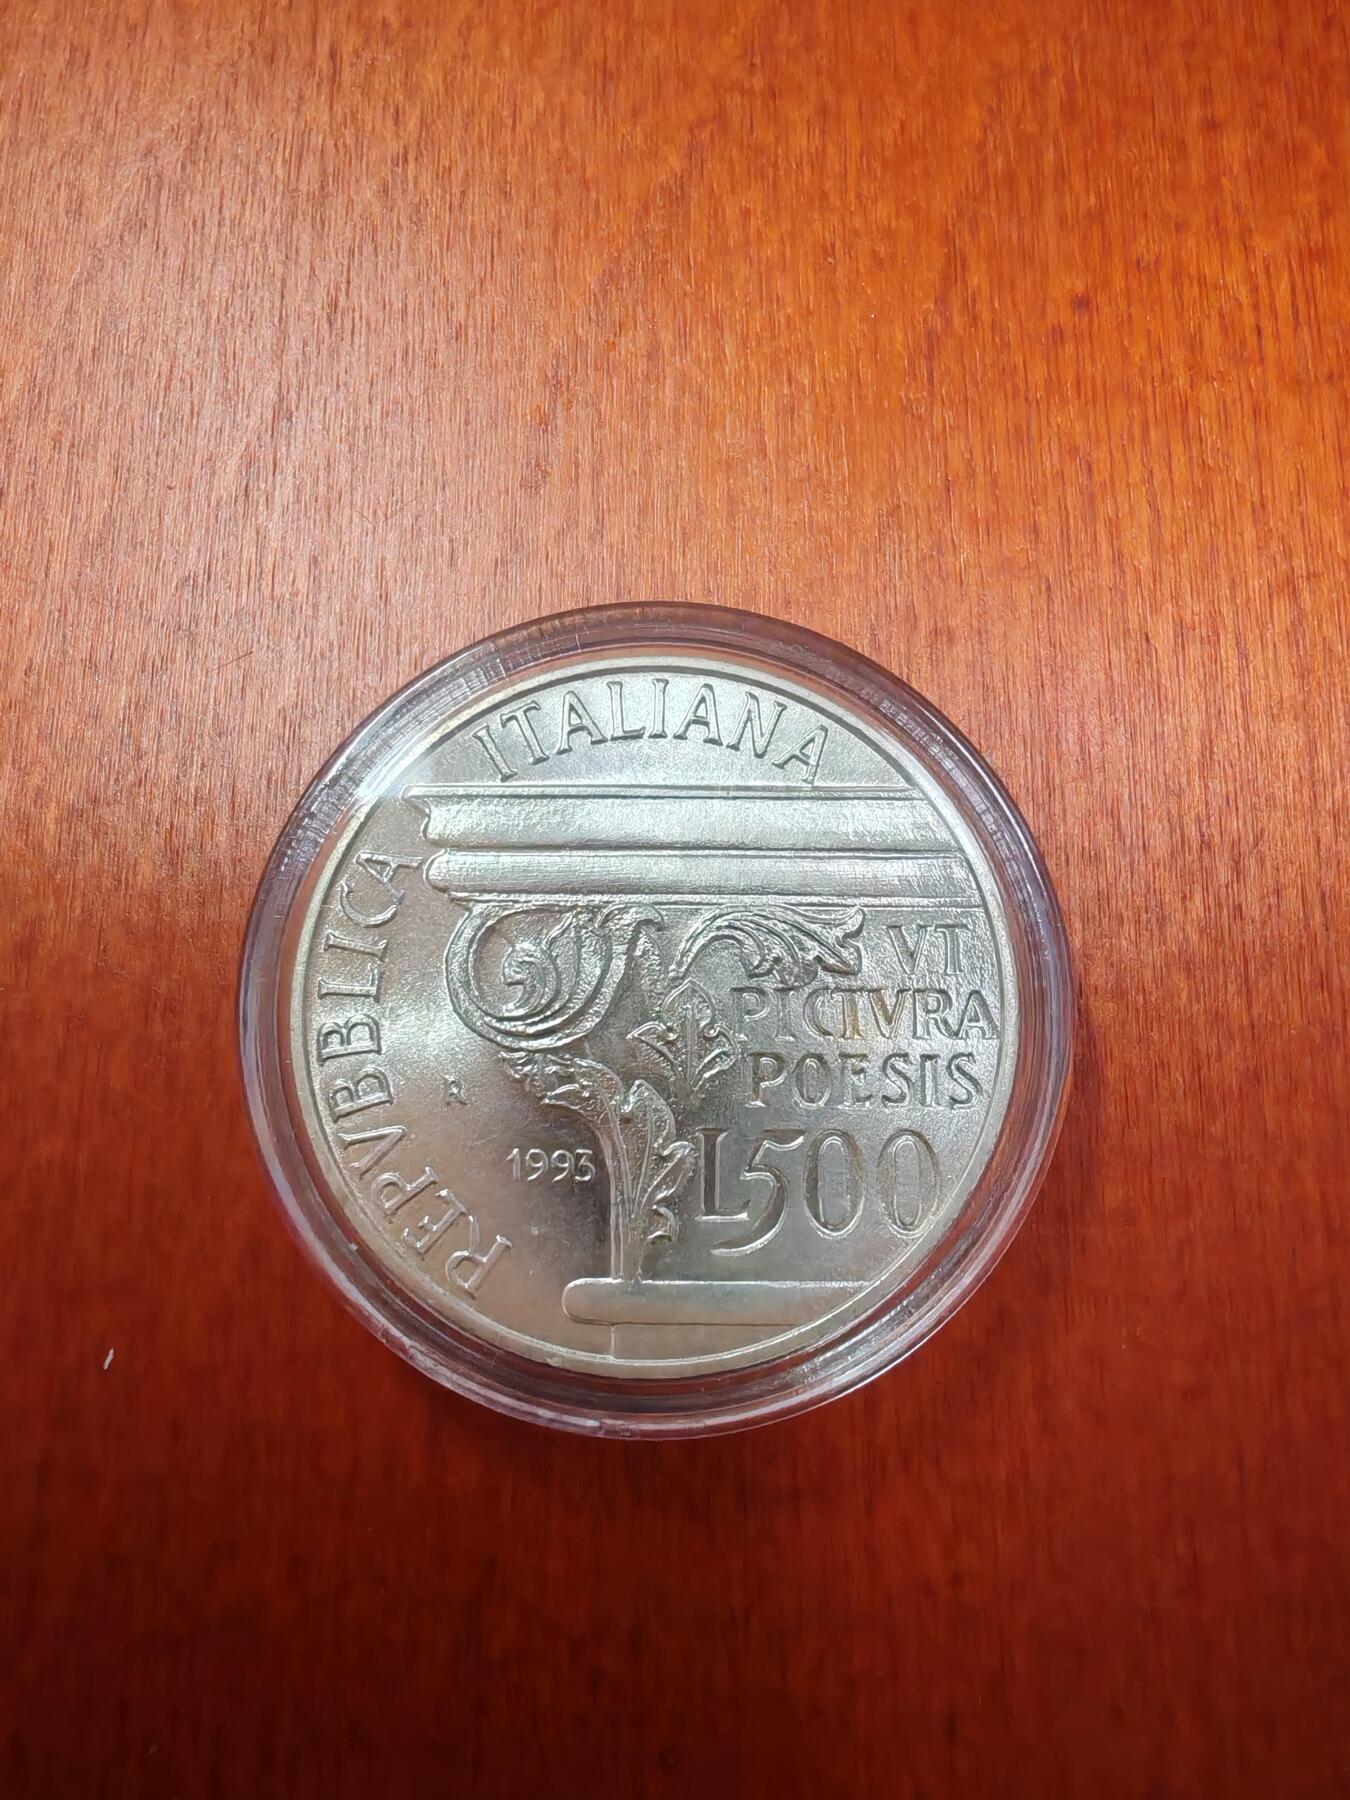 REPVBBLICA ITALIANA
VT
PICTVRA
POESIS
R
1993
L500